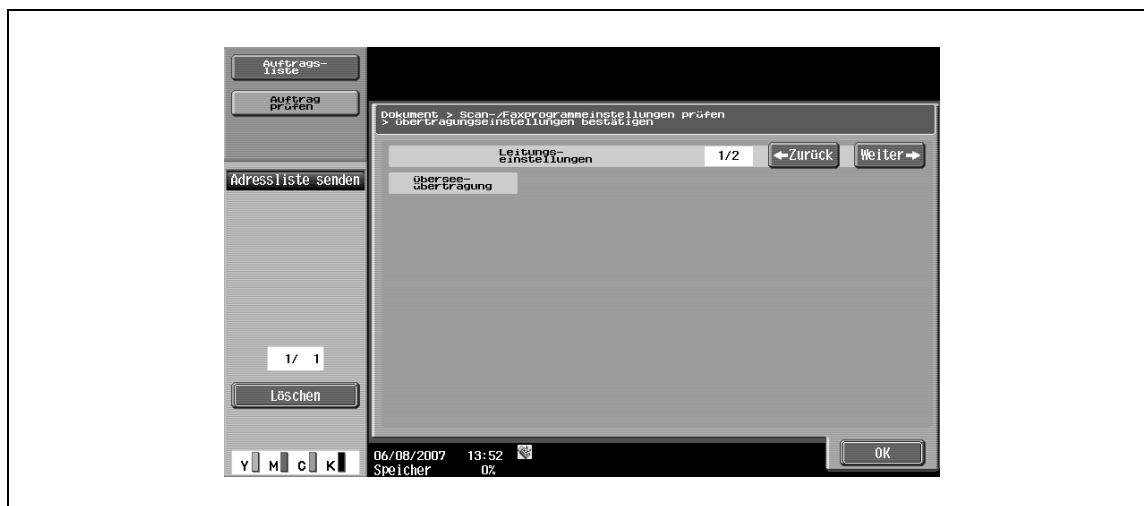 Auftrags-
liste
Auftrag
prüfen
Dokument > Scan-/Faxprogrammeinstellungen prüfen
> Übertragungseinstellungen bestätigen
Leitungs-
einstellungen
1/2
←Zurück
Weiter→
Adressliste senden
Übersee-
übertragung
1/ 1
Löschen
Y M C K
06/08/2007 13:52
Speicher 0%
OK